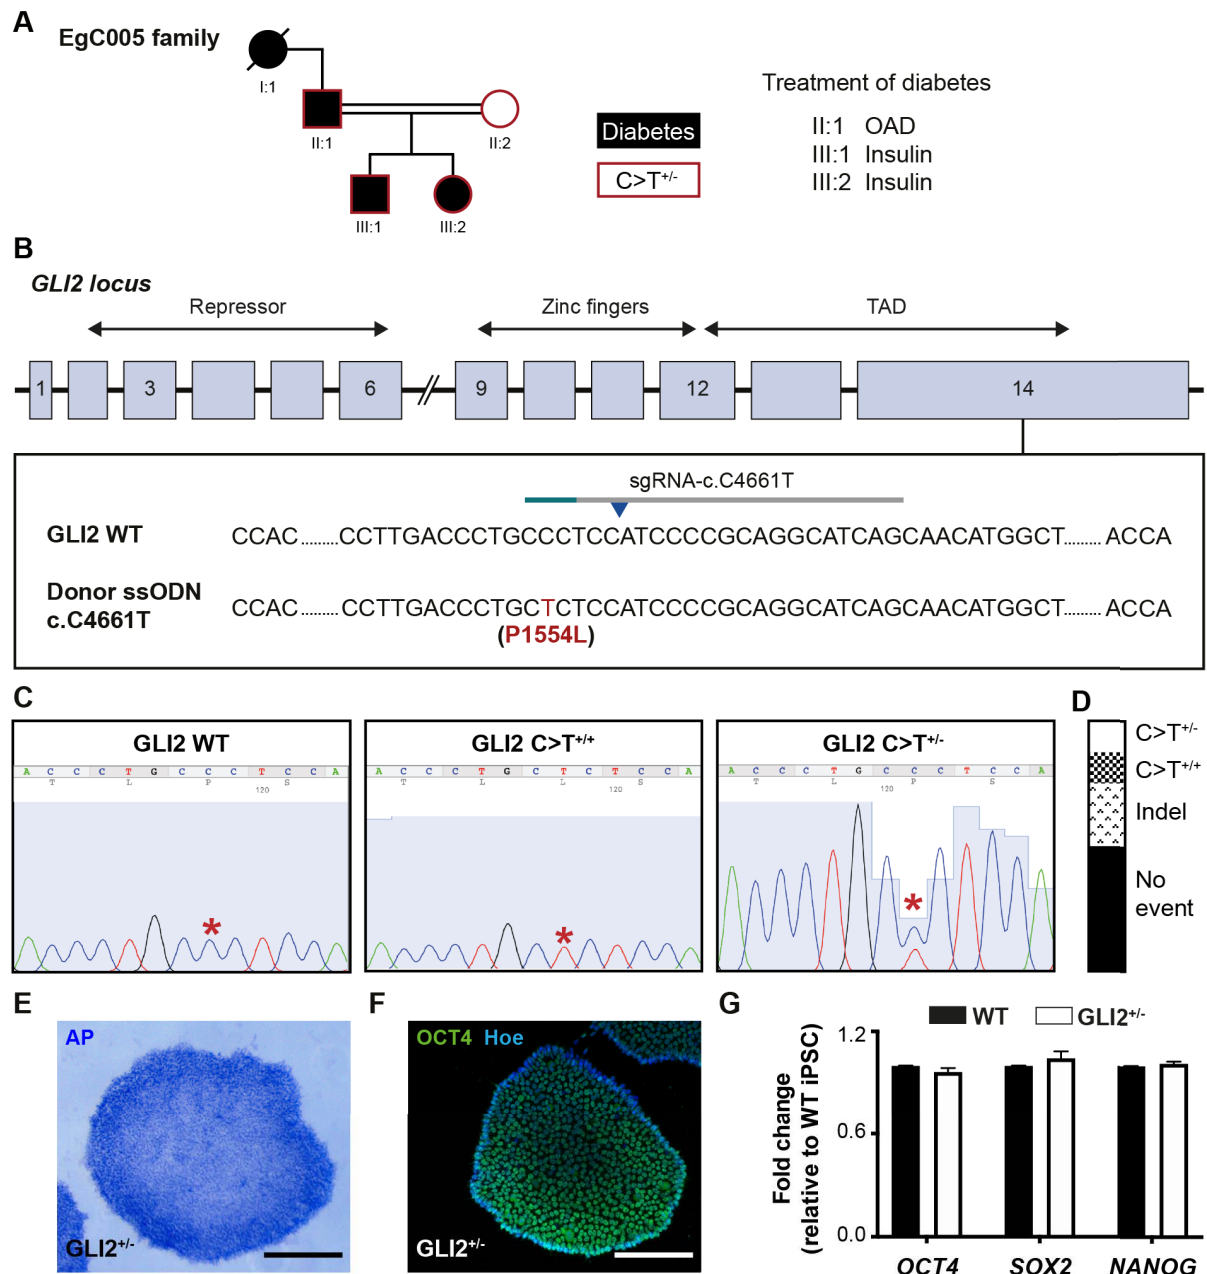 A
EgC005 family
I:1
II:1
II:2
III:1
III:2
Diabetes
C>T+/-
Treatment of diabetes
II:1 OAD
III:1 Insulin
III:2 Insulin
B
GLI2 locus
Repressor
Zinc fingers
TAD
1
3
6
9
12
14
sgRNA-c.C4661T
GLI2 WT
CCAC.........CCTTGACCCTGCCCTCCATCCCCGCAGGCATCAGCAACATGGCT.........ACCA
Donor ssODN
c.C4661T
CCAC.........CCTTGACCCTGCTCTCCATCCCCGCAGGCATCAGCAACATGGCT.........ACCA
(P1554L)
C
GLI2 WT
A C C C T G C C C T C C A
T L P S
120
*
GLI2 C>T+/+
A C C C T G C T C T C C A
T L L S
120
*
GLI2 C>T+/-
A C C C T G C C C T C C A
T L P S
120
*
D
C>T+/-
C>T+/+
Indel
No
event
E
AP
GLI2+/-
F
OCT4 Hoe
GLI2+/-
G
WT
GLI2+/-
Fold change
(relative to WT iPSC)
1.2
0.6
0.0
OCT4
SOX2
NANOG